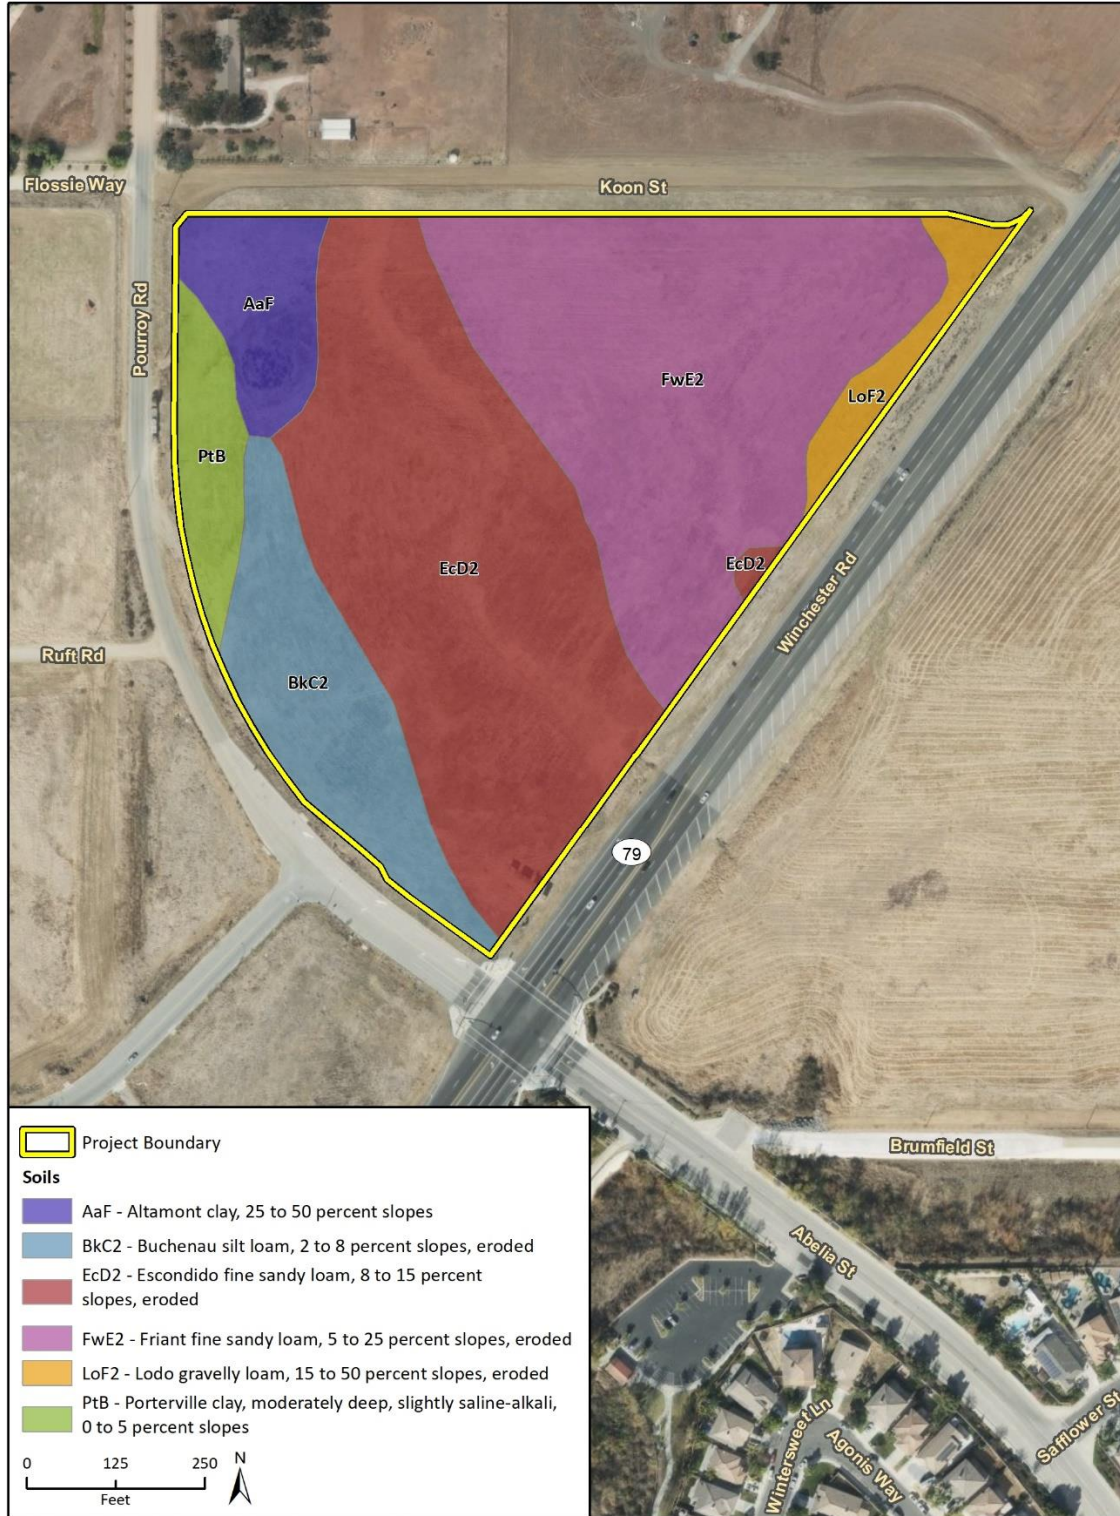 Flossie Way
Koon St
Pourroy Rd
AaF
FwE2
LoF2
PtB
EcD2
EcD2
Winchester Rd
Ruft Rd
BkC2
79
Brumfield St
Abelia St
Safflower St
Wintersweet Ln
Agonis Way
Project Boundary
Soils
AaF - Altamont clay, 25 to 50 percent slopes
BkC2 - Buchenau silt loam, 2 to 8 percent slopes, eroded
EcD2 - Escondido fine sandy loam, 8 to 15 percent
slopes, eroded
FwE2 - Friant fine sandy loam, 5 to 25 percent slopes, eroded
LoF2 - Lodo gravelly loam, 15 to 50 percent slopes, eroded
PtB - Porterville clay, moderately deep, slightly saline-alkali,
0 to 5 percent slopes
0 125 250
Feet
N